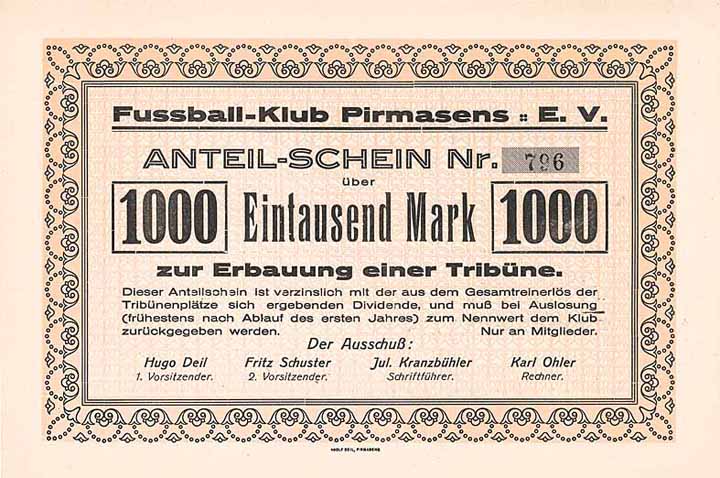 Fussball-Klub Pirmasens :: E. V.
ANTEIL-SCHEIN Nr. 796
über
1000 Eintausend Mark 1000
zur Erbauung einer Tribüne.
Dieser Anteilschein ist verzinslich mit der aus dem Gesamtreinerlös der
Tribünenplätze sich ergebenden Dividende, und muß bei Auslosung
(frühestens nach Ablauf des ersten Jahres) zum Nennwert dem Klub
zurückgegeben werden. Nur an Mitglieder.
Der Ausschuß:
Hugo Deil Fritz Schuster Jul. Kranzbühler Karl Ohler
1. Vorsitzender. 2. Vorsitzender. Schriftführer. Rechner.
ADOLF DEIL, PIRMASENS